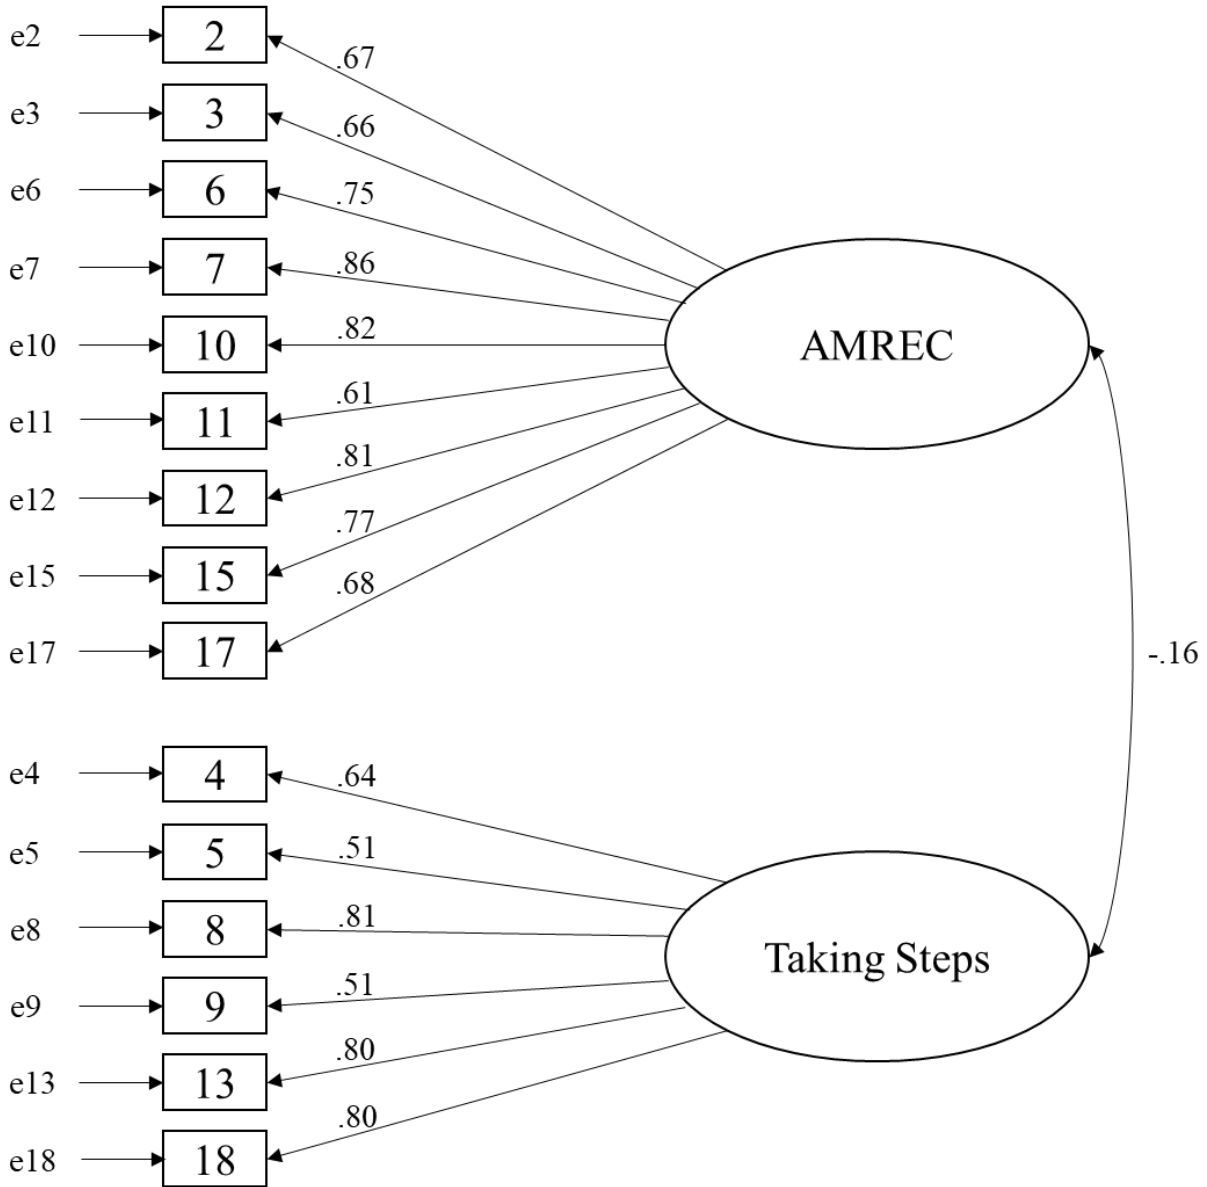 e2 2 .67
e3 3 .66
e6 6 .75
e7 7 .86
e10 10 .82
AMREC
e11 11 .61
e12 12 .81
e15 15 .77
e17 17 .68
-.16
e4 4 .64
e5 5 .51
e8 8 .81
Taking Steps
e9 9 .51
e13 13 .80
e18 18 .80